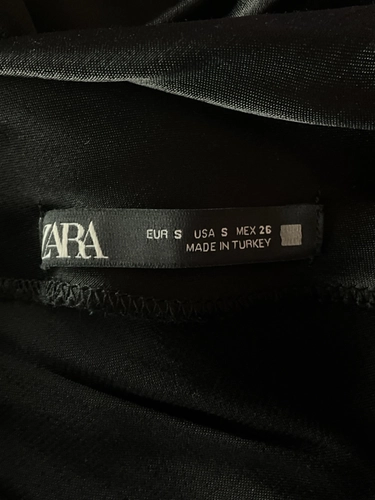 ZARA
EUR S USA S MEX 26
MADE IN TURKEY